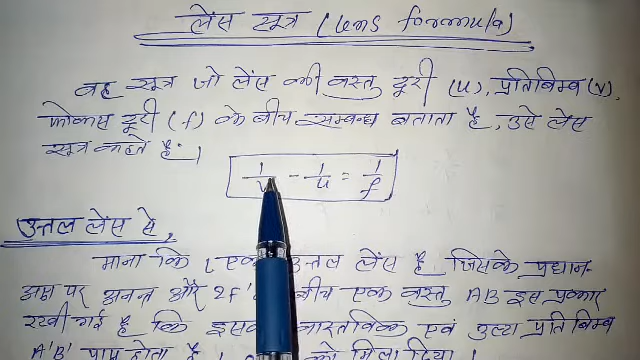 लेंस सूत्र (Lens formula)
वह सूत्र जो लेंस की वस्तु दूरी (u), प्रतिबिम्ब (v),
फोकस दूरी (f) के बीच सम्बन्ध बताता है, उसे लेंस
सूत्र कहते हैं।
1/v - 1/u = 1/f
उत्तल लेंस से,
माना कि L एक उत्तल लेंस है जिसके प्रधान
अक्ष पर अनन्त और 2f के बीच एक वस्तु AB इस प्रकार
रखी गई है कि इसका वास्तविक एवं उल्टा प्रतिबिम्ब
A'B' प्राप्त होता है। को मिला दिया।